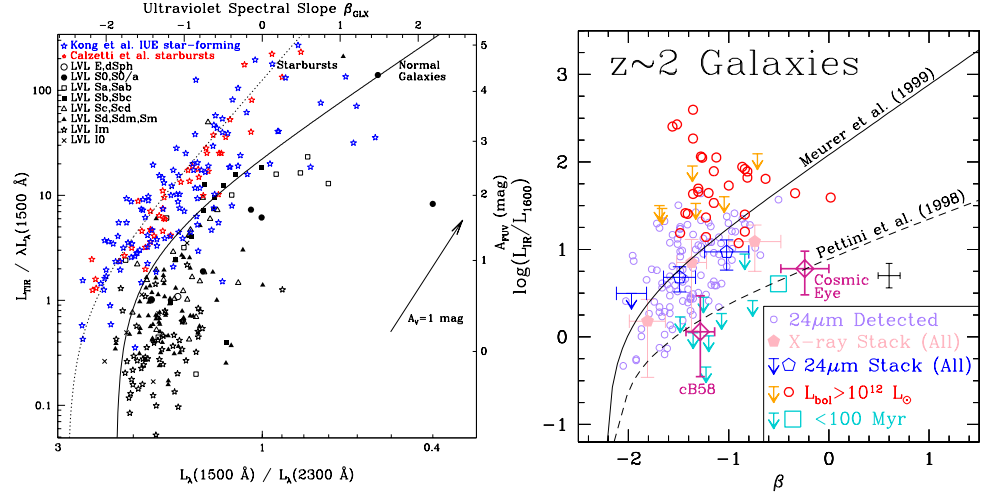 Ultraviolet Spectral Slope β_GLX
−2 −1 0 1 2
Kong et al. IUE star-forming
Calzetti et al. starbursts
LVL E,dSph
LVL S0,S0/a
LVL Sa,Sab
LVL Sb,Sbc
LVL Sc,Scd
LVL Sd,Sdm,Sm
LVL Im
LVL I0
Starbursts
Normal
Galaxies
A_V=1 mag
100
10
1
0.1
L_TIR / λL_λ(1500 Å)
5
4
3
2
1
0
A_FUV (mag)
3 1 0.4
L_λ(1500 Å) / L_λ(2300 Å)
z~2 Galaxies
Meurer et al. (1999)
Pettini et al. (1998)
Cosmic
Eye
cB58
24μm Detected
X-ray Stack (All)
24μm Stack (All)
L_bol>10^12 L_⊙
<100 Myr
3
2
1
0
−1
log(L_IR/L_1600)
−2 −1 0 1
β